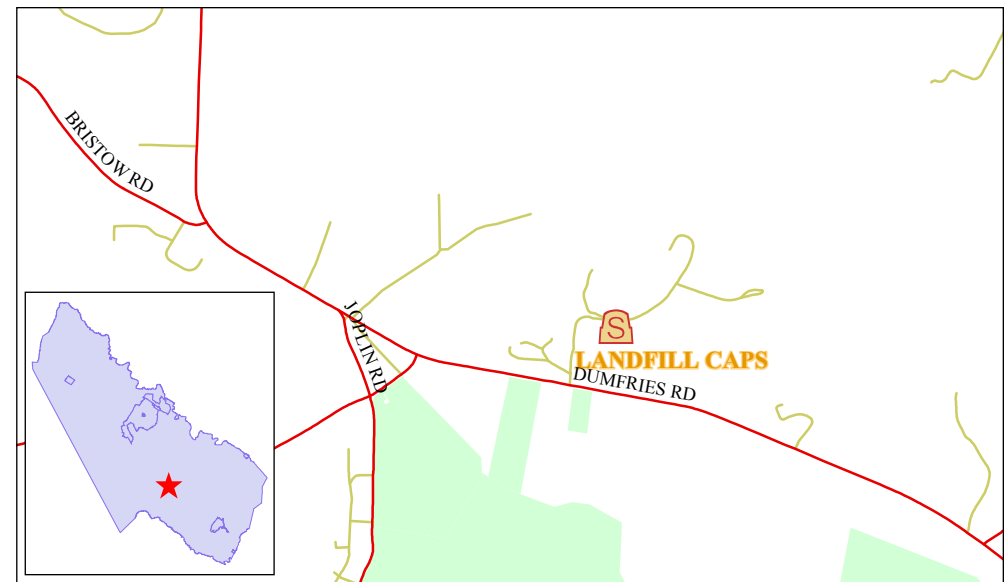 BRISTOW RD
JOPLIN RD
S
LANDFILL CAPS
DUMFRIES RD